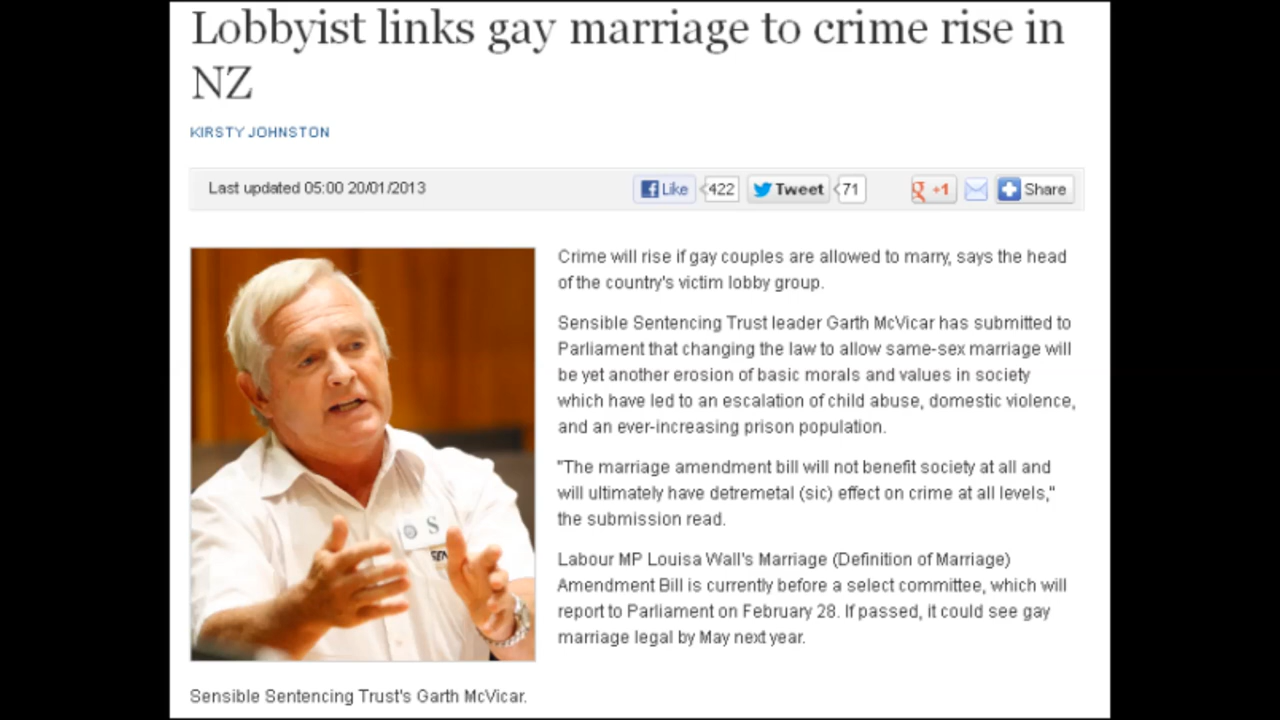 Lobbyist links gay marriage to crime rise in
NZ
KIRSTY JOHNSTON
Last updated 05:00 20/01/2013
Like 422 Tweet 71 +1 Share
Crime will rise if gay couples are allowed to marry, says the head
of the country's victim lobby group.
Sensible Sentencing Trust leader Garth McVicar has submitted to
Parliament that changing the law to allow same-sex marriage will
be yet another erosion of basic morals and values in society
which have led to an escalation of child abuse, domestic violence,
and an ever-increasing prison population.
"The marriage amendment bill will not benefit society at all and
will ultimately have detremetal (sic) effect on crime at all levels,"
the submission read.
Labour MP Louisa Wall's Marriage (Definition of Marriage)
Amendment Bill is currently before a select committee, which will
report to Parliament on February 28. If passed, it could see gay
marriage legal by May next year.
Sensible Sentencing Trust's Garth McVicar.